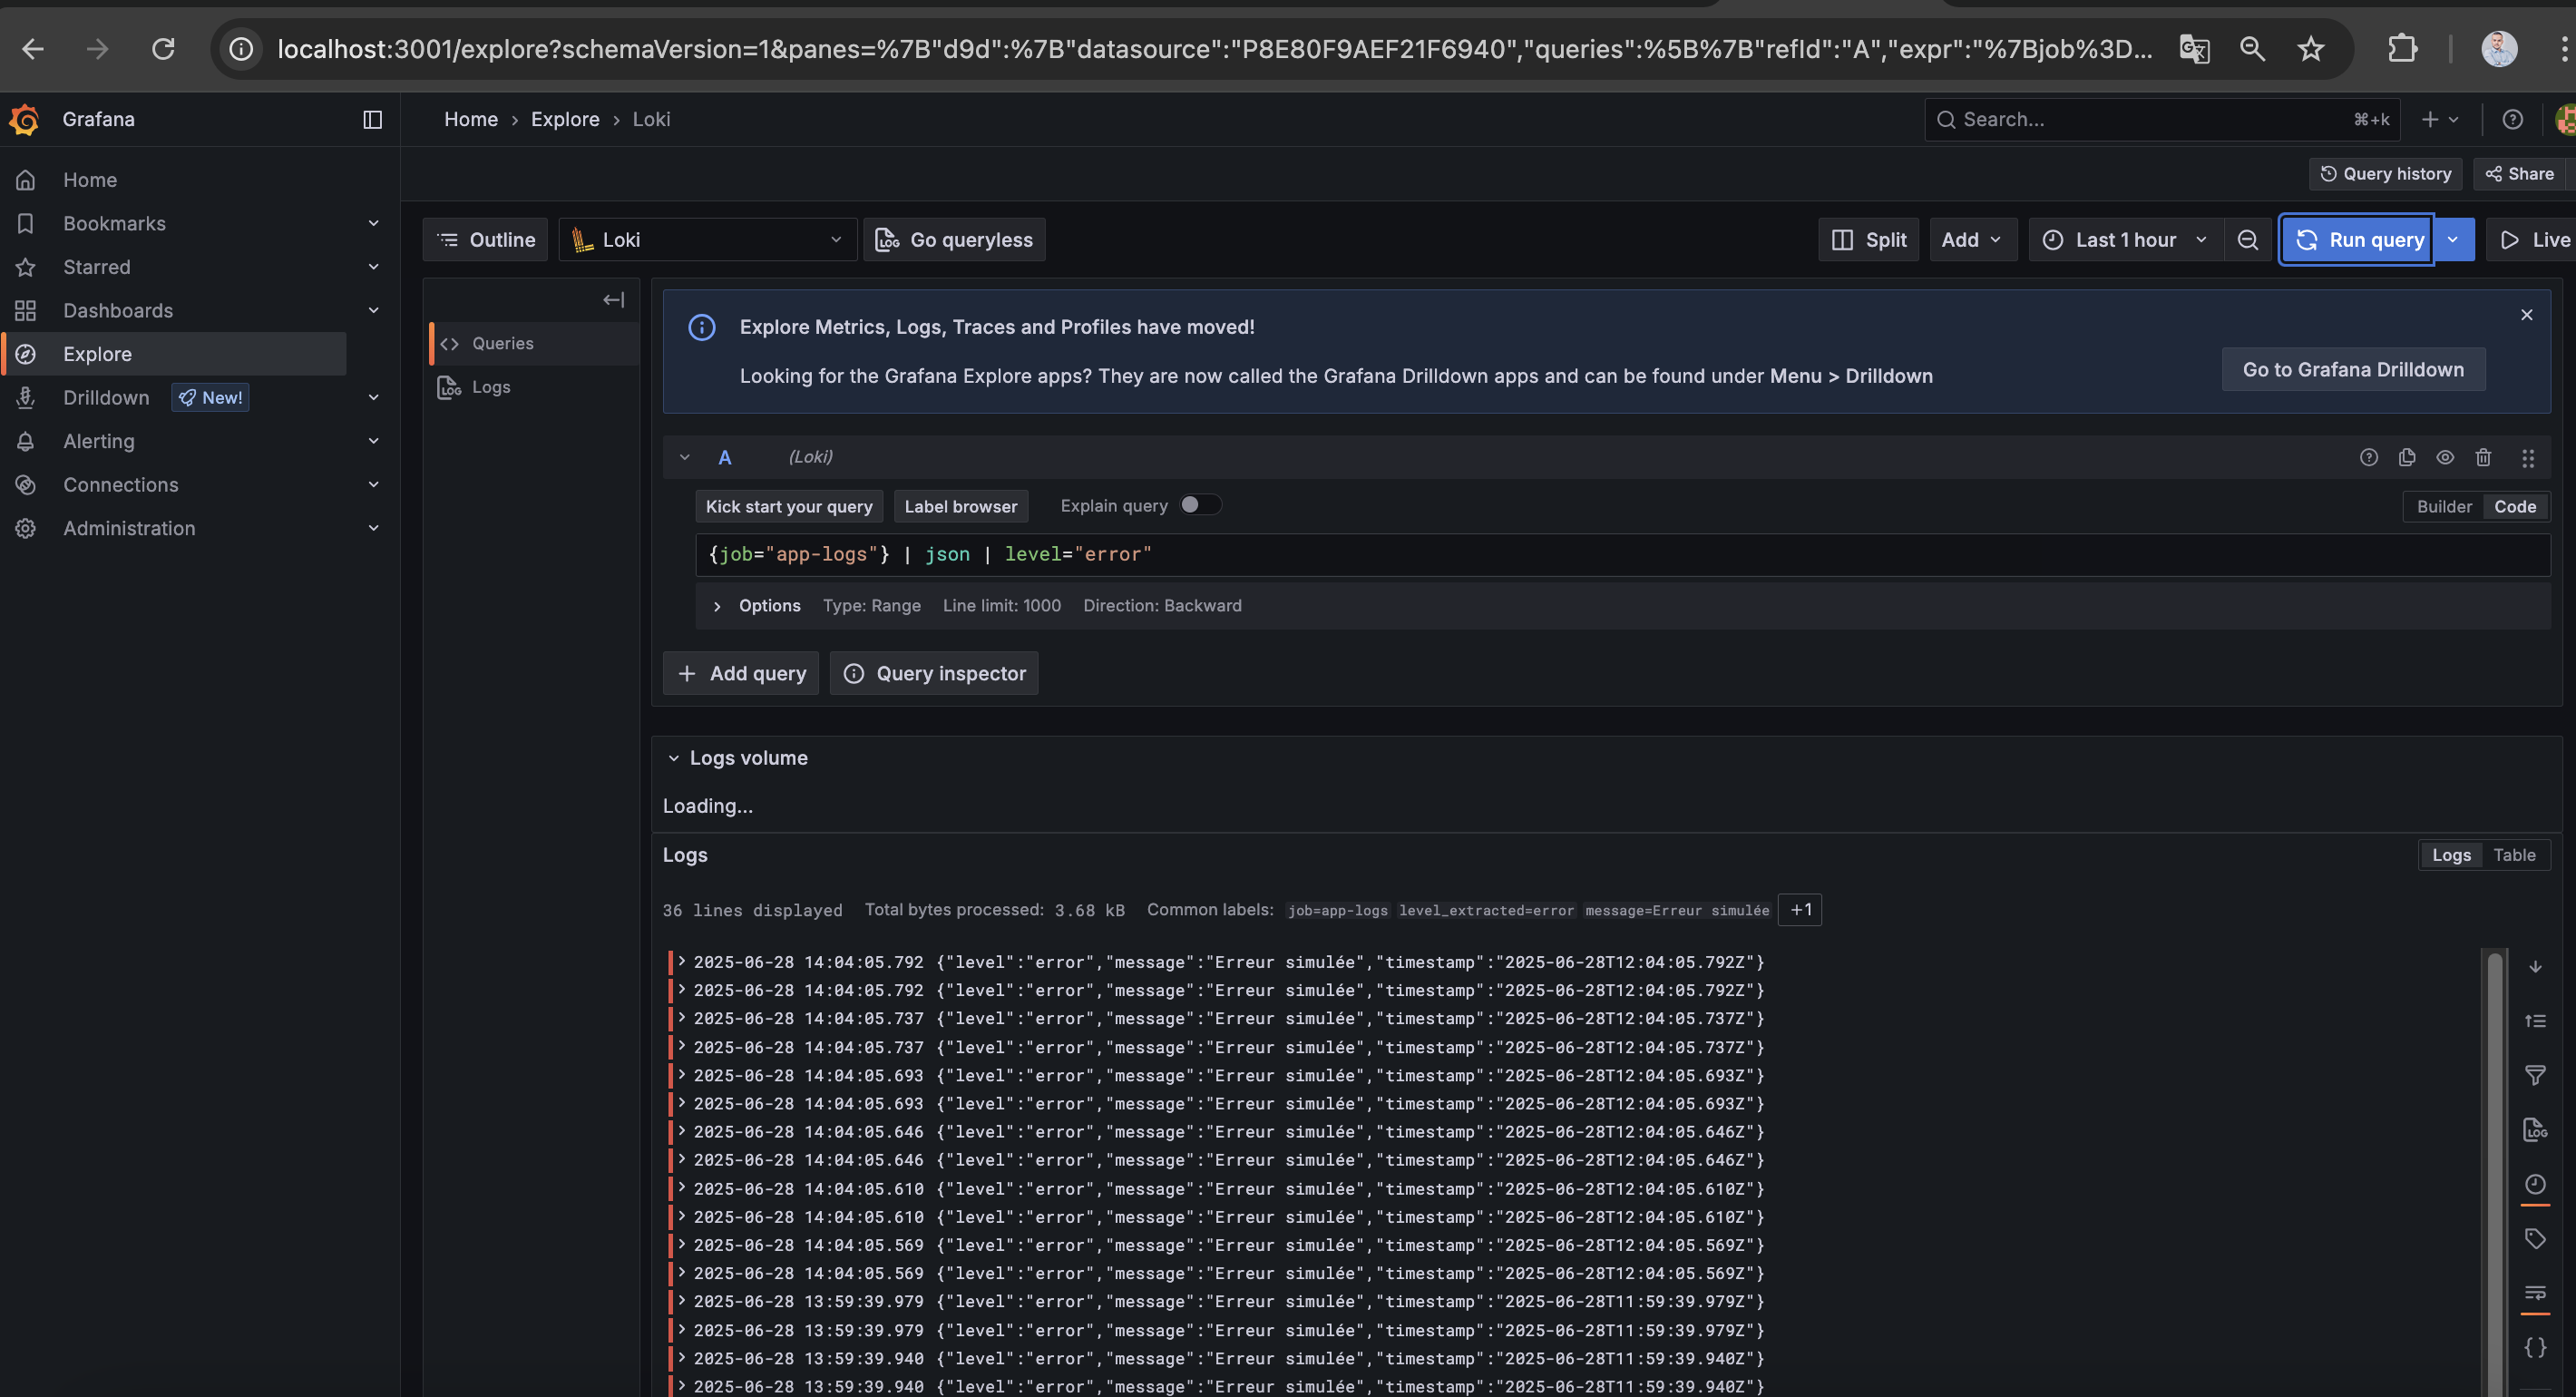 localhost:3001/explore?schemaVersion=1&panes=%7B"d9d":%7B"datasource":"P8E80F9AEF21F6940","queries":%5B%7B"refId":"A","expr":"%7Bjob%3D...
Grafana
Home › Explore › Loki
Search...
⌘+k
Query history
Share
Home
Bookmarks
Starred
Dashboards
Explore
Drilldown New!
Alerting
Connections
Administration
Outline
Loki
Go queryless
Split
Add
Last 1 hour
Run query
Live
Queries
Logs
Explore Metrics, Logs, Traces and Profiles have moved!
Looking for the Grafana Explore apps? They are now called the Grafana Drilldown apps and can be found under Menu > Drilldown
Go to Grafana Drilldown
A (Loki)
Kick start your query
Label browser
Explain query
Builder
Code
{job="app-logs"} | json | level="error"
Options Type: Range Line limit: 1000 Direction: Backward
Add query
Query inspector
Logs volume
Loading...
Logs
Logs
Table
36 lines displayed Total bytes processed: 3.68 kB Common labels: job=app-logs level_extracted=error message=Erreur simulée +1
2025-06-28 14:04:05.792 {"level":"error","message":"Erreur simulée","timestamp":"2025-06-28T12:04:05.792Z"}
2025-06-28 14:04:05.792 {"level":"error","message":"Erreur simulée","timestamp":"2025-06-28T12:04:05.792Z"}
2025-06-28 14:04:05.737 {"level":"error","message":"Erreur simulée","timestamp":"2025-06-28T12:04:05.737Z"}
2025-06-28 14:04:05.737 {"level":"error","message":"Erreur simulée","timestamp":"2025-06-28T12:04:05.737Z"}
2025-06-28 14:04:05.693 {"level":"error","message":"Erreur simulée","timestamp":"2025-06-28T12:04:05.693Z"}
2025-06-28 14:04:05.693 {"level":"error","message":"Erreur simulée","timestamp":"2025-06-28T12:04:05.693Z"}
2025-06-28 14:04:05.646 {"level":"error","message":"Erreur simulée","timestamp":"2025-06-28T12:04:05.646Z"}
2025-06-28 14:04:05.646 {"level":"error","message":"Erreur simulée","timestamp":"2025-06-28T12:04:05.646Z"}
2025-06-28 14:04:05.610 {"level":"error","message":"Erreur simulée","timestamp":"2025-06-28T12:04:05.610Z"}
2025-06-28 14:04:05.610 {"level":"error","message":"Erreur simulée","timestamp":"2025-06-28T12:04:05.610Z"}
2025-06-28 14:04:05.569 {"level":"error","message":"Erreur simulée","timestamp":"2025-06-28T12:04:05.569Z"}
2025-06-28 14:04:05.569 {"level":"error","message":"Erreur simulée","timestamp":"2025-06-28T12:04:05.569Z"}
2025-06-28 13:59:39.979 {"level":"error","message":"Erreur simulée","timestamp":"2025-06-28T11:59:39.979Z"}
2025-06-28 13:59:39.979 {"level":"error","message":"Erreur simulée","timestamp":"2025-06-28T11:59:39.979Z"}
2025-06-28 13:59:39.940 {"level":"error","message":"Erreur simulée","timestamp":"2025-06-28T11:59:39.940Z"}
2025-06-28 13:59:39.940 {"level":"error","message":"Erreur simulée","timestamp":"2025-06-28T11:59:39.940Z"}